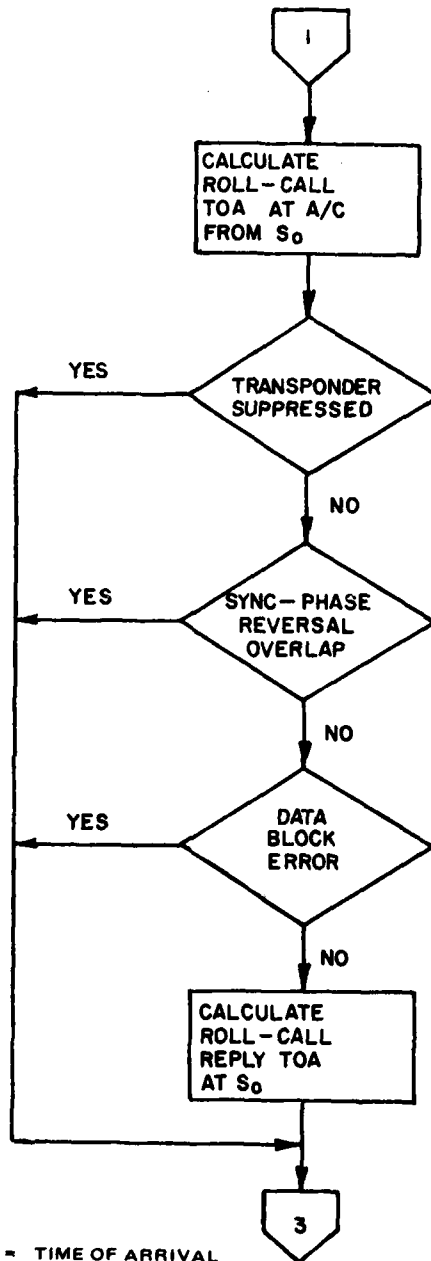 1
CALCULATE
ROLL-CALL
TOA AT A/C
FROM S₀
YES
TRANSPONDER
SUPPRESSED
NO
YES
SYNC-PHASE
REVERSAL
OVERLAP
NO
YES
DATA
BLOCK
ERROR
NO
CALCULATE
ROLL-CALL
REPLY TOA
AT S₀
3
= TIME OF ARRIVAL